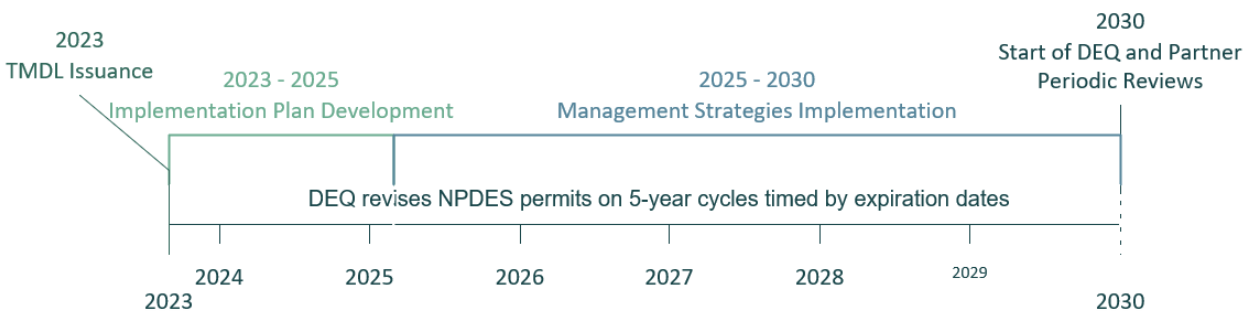 2023
TMDL Issuance
2023 - 2025
Implementation Plan Development
2025 - 2030
Management Strategies Implementation
2030
Start of DEQ and Partner
Periodic Reviews
DEQ revises NPDES permits on 5-year cycles timed by expiration dates
2023
2024
2025
2026
2027
2028
2029
2030